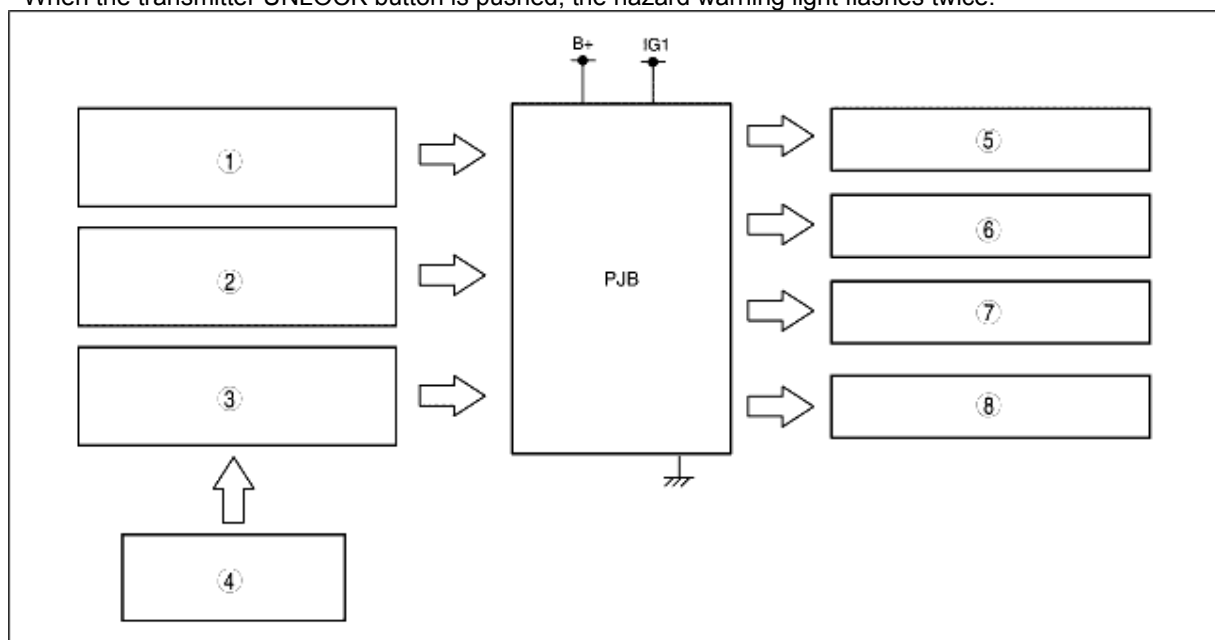 When the transmitter UNLOCK button is pushed, the hazard warning light flashes twice.
B+ IG1
① ⑤
⑥
② PJB
⑦
③ ⑧
④